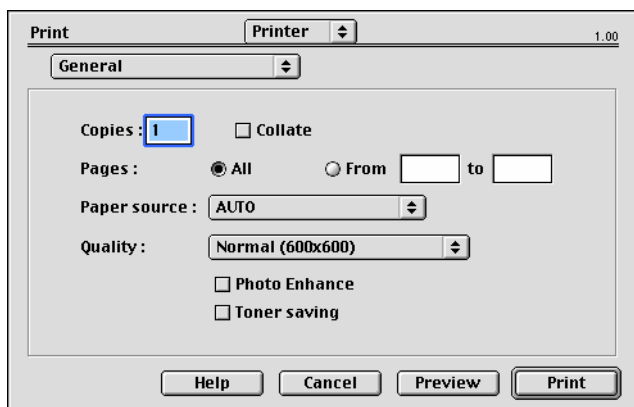 Print Printer 1.00
General
Copies : 1 Collate
Pages : All From to
Paper source : AUTO
Quality : Normal (600x600)
Photo Enhance
Toner saving
Help Cancel Preview Print